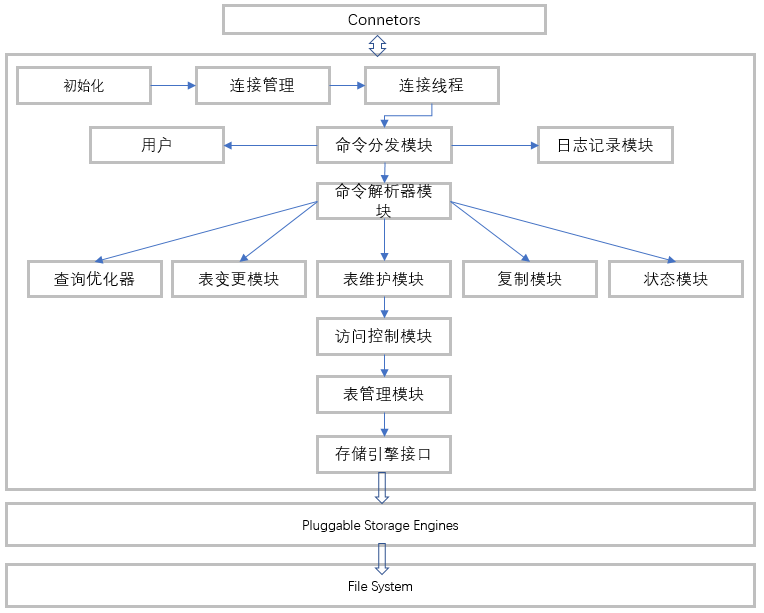 Connetors
初始化
连接管理
连接线程
用户
命令分发模块
日志记录模块
命令解析器模
块
查询优化器
表变更模块
表维护模块
复制模块
状态模块
访问控制模块
表管理模块
存储引擎接口
Pluggable Storage Engines
File System